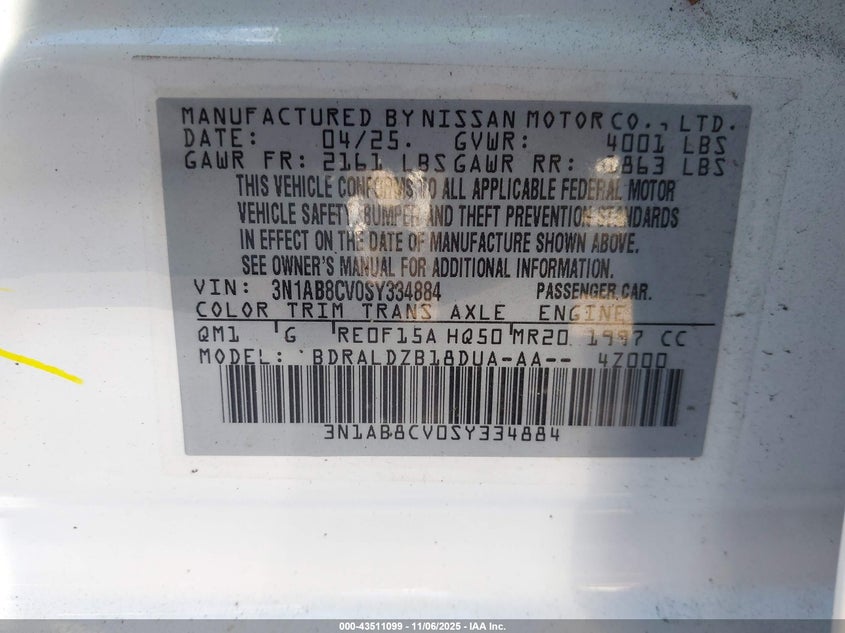 MANUFACTURED BY NISSAN MOTOR CO., LTD.
DATE: 04/25. GVWR: 4001 LBS
GAWR FR: 2161 LBS GAWR RR: 1863 LBS
THIS VEHICLE CONFORMS TO ALL APPLICABLE FEDERAL MOTOR
VEHICLE SAFETY, BUMPER AND THEFT PREVENTION STANDARDS
IN EFFECT ON THE DATE OF MANUFACTURE SHOWN ABOVE.
SEE OWNER'S MANUAL FOR ADDITIONAL INFORMATION.
VIN: 3N1AB8CV0SY334884 PASSENGER CAR.
COLOR TRIM TRANS AXLE ENGINE
QM1 G RE0F15A HQ50 MR20 1997 CC
MODEL: BDRALDZB18DUA-AA-- 4Z000
3N1AB8CV0SY334884
000-43511099 - 11/06/2025 - IAA Inc.